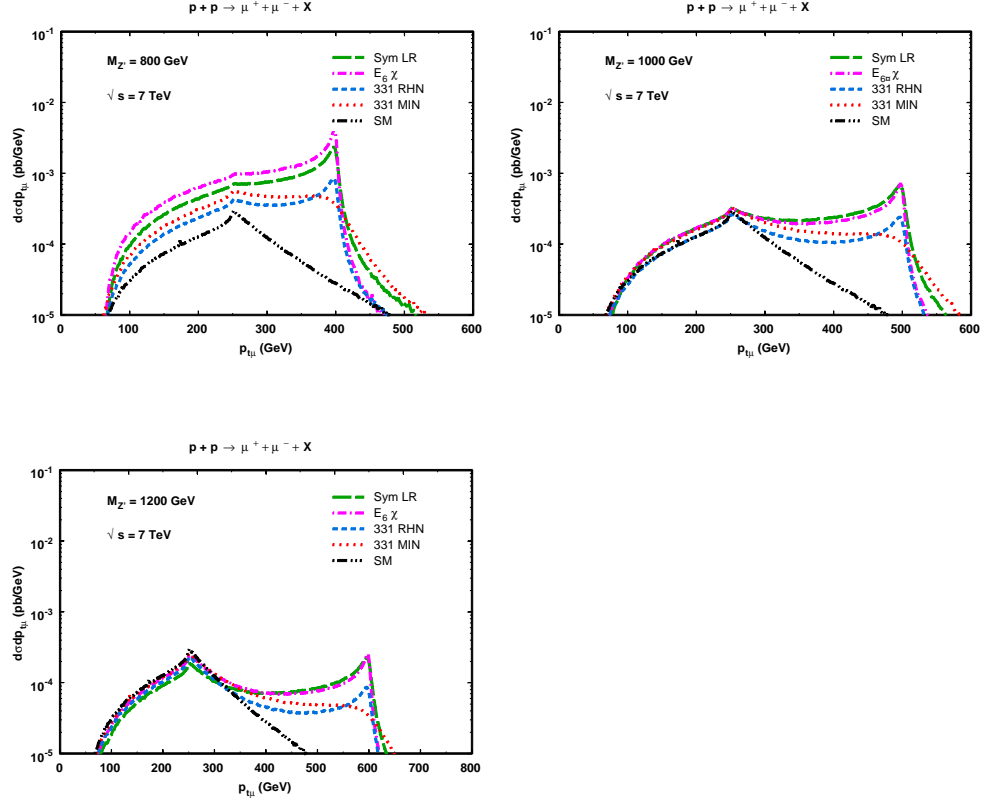 p + p → μ⁺ + μ⁻ + X
dσdp_tμ (pb/GeV)
10⁻¹
10⁻²
10⁻³
10⁻⁴
10⁻⁵
M_Z' = 800 GeV
√ s = 7 TeV
Sym LR
E₆ χ
331 RHN
331 MIN
SM
0 100 200 300 400 500 600
p_tμ (GeV)
p + p → μ⁺ + μ⁻ + X
dσdp_tμ (pb/GeV)
10⁻¹
10⁻²
10⁻³
10⁻⁴
10⁻⁵
M_Z' = 1000 GeV
√ s = 7 TeV
Sym LR
E₆¤ χ
331 RHN
331 MIN
SM
0 100 200 300 400 500 600
p_tμ (GeV)
p + p → μ⁺ + μ⁻ + X
dσdp_tμ (pb/GeV)
10⁻¹
10⁻²
10⁻³
10⁻⁴
10⁻⁵
M_Z' = 1200 GeV
√ s = 7 TeV
Sym LR
E₆ χ
331 RHN
331 MIN
SM
0 100 200 300 400 500 600 700 800
p_tμ (GeV)